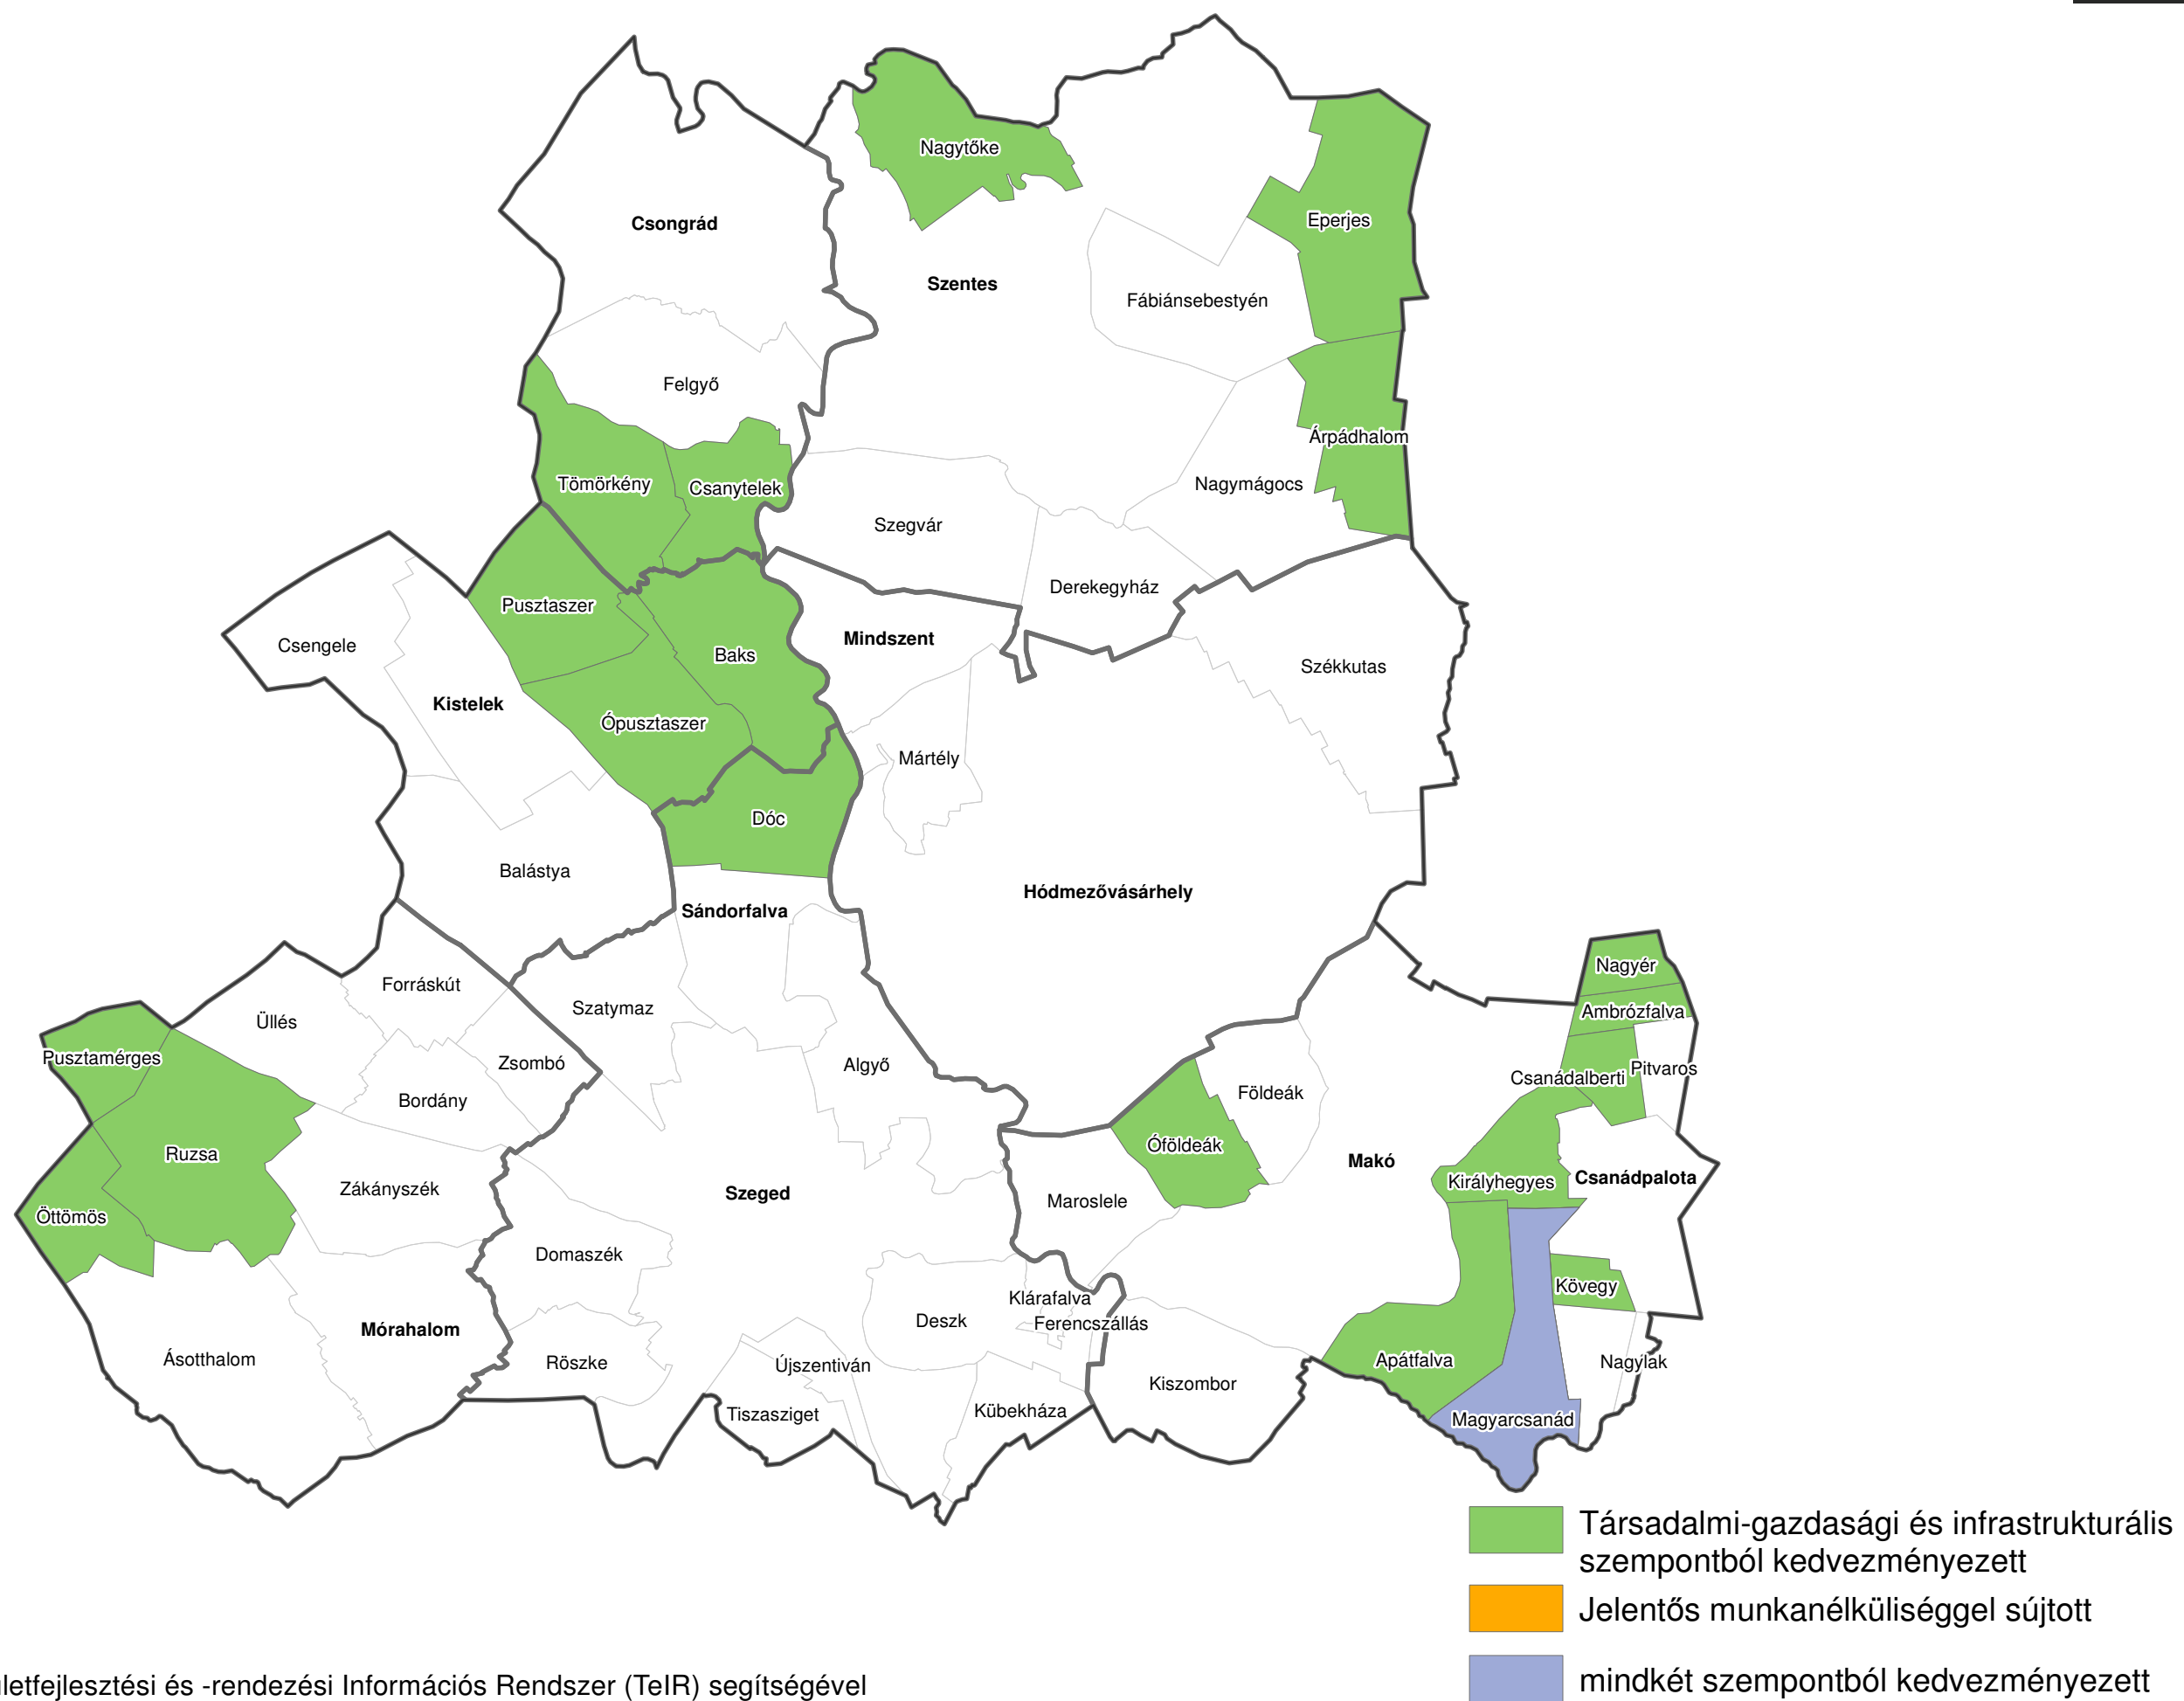 Nagytőke
Eperjes
Csongrád
Szentes
Fábiánsebestyén
Felgyő
Árpádhalom
Tömörkény
Csanytelek
Nagymágocs
Szegvár
Derekegyház
Pusztaszer
Csengele
Mindszent
Baks
Székkutas
Kistelek
Ópusztaszer
Mártély
Dóc
Balástya
Hódmezővásárhely
Sándorfalva
Nagyér
Forráskút
Szatymaz
Ambrózfalva
Üllés
Pusztamérges
Zsombó
Algyő
Pitvaros
Csanádalberti
Földeák
Bordány
Óföldeák
Ruzsa
Makó
Csanádpalota
Királyhegyes
Zákányszék
Szeged
Maroslele
Öttömös
Domaszék
Kövegy
Klárafalva
Deszk
Ferencszállás
Mórahalom
Ásotthalom
Röszke
Újszentiván
Apátfalva
Nagylak
Kiszombor
Tiszasziget
Kübekháza
Magyarcsanád
Társadalmi-gazdasági és infrastrukturális
szempontból kedvezményezett
Jelentős munkanélküliséggel sújtott
mindkét szempontból kedvezményezett
letfejlesztési és -rendezési Információs Rendszer (TeIR) segítségével